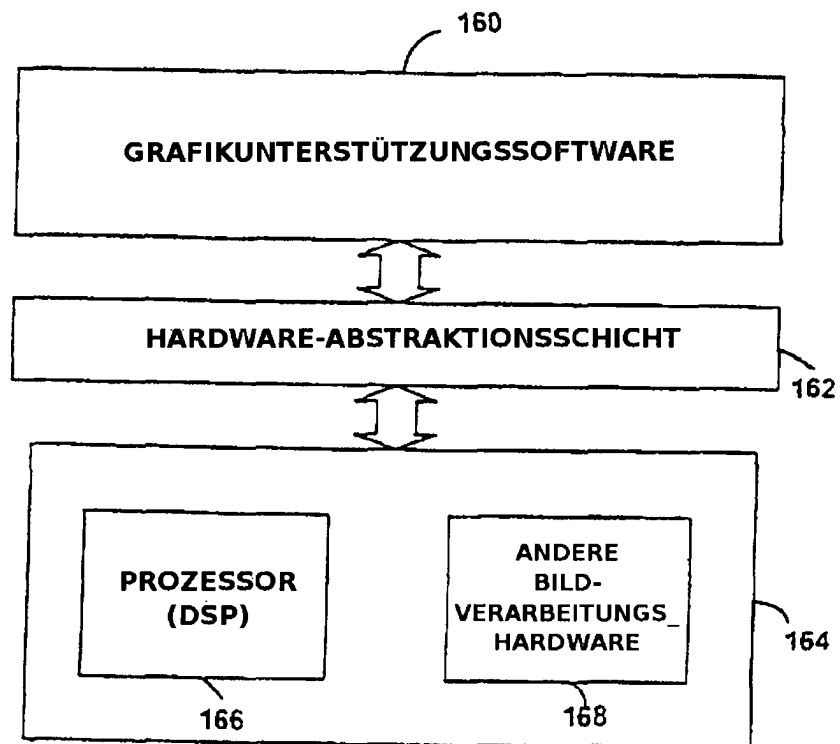 160
GRAFIKUNTERSTÜTZUNGSSOFTWARE
HARDWARE-ABSTRAKTIONSSCHICHT
162
PROZESSOR
(DSP)
166
ANDERE
BILD-
VERARBEITUNGS_
HARDWARE
168
164